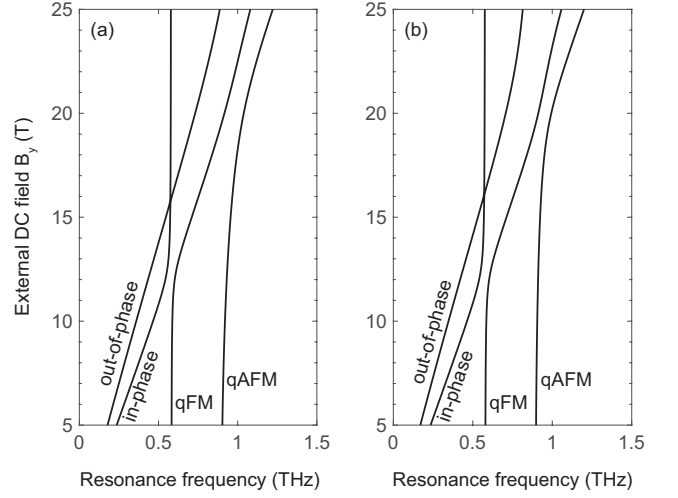 (a)
(b)
External DC field B_y (T)
25
20
15
10
5
out-of-phase
in-phase
qFM
qAFM
0
0.5
1
1.5
Resonance frequency (THz)
25
20
15
10
5
out-of-phase
in-phase
qFM
qAFM
0
0.5
1
1.5
Resonance frequency (THz)